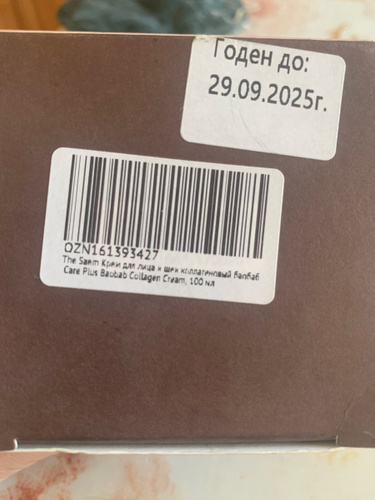 Годен до:
29.09.2025г.
OZN161393427
The Saem Крем для лица и шеи коллагеновый баобаб
Care Plus Baobab Collagen Cream, 100 мл